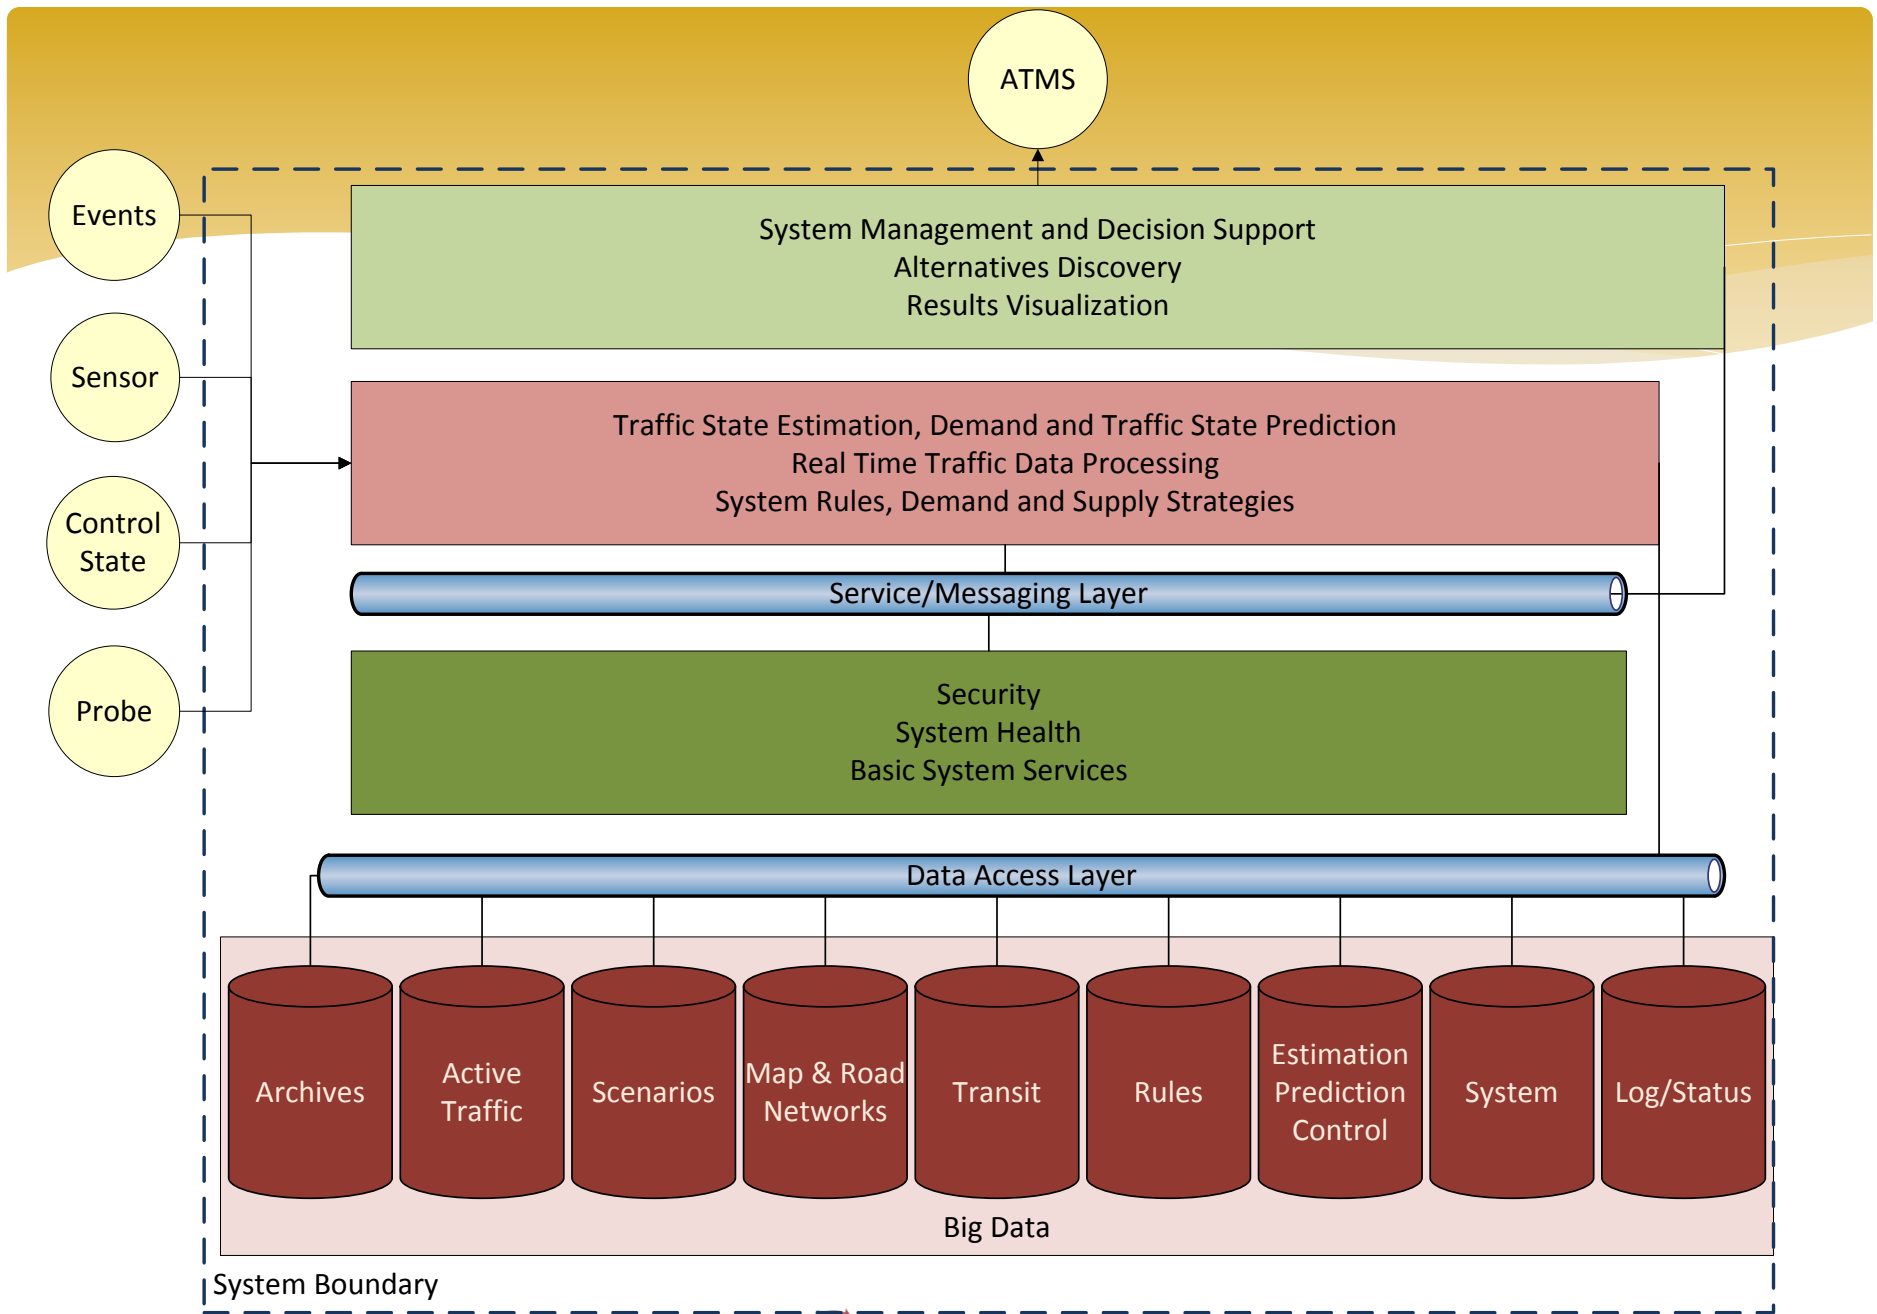 ATMS
Events
Sensor
Control
State
Probe
System Management and Decision Support
Alternatives Discovery
Results Visualization
Traffic State Estimation, Demand and Traffic State Prediction
Real Time Traffic Data Processing
System Rules, Demand and Supply Strategies
Service/Messaging Layer
Security
System Health
Basic System Services
Data Access Layer
Archives
Active
Traffic
Scenarios
Map & Road
Networks
Transit
Rules
Estimation
Prediction
Control
System
Log/Status
Big Data
System Boundary